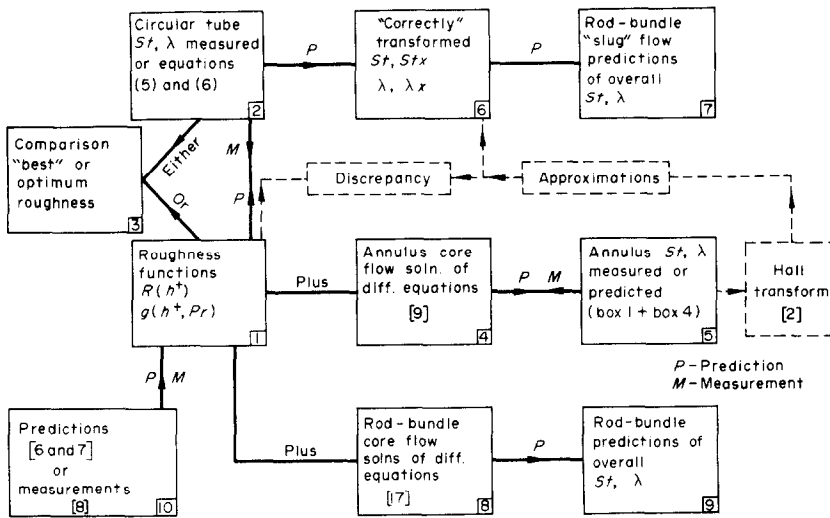 Circular tube
St, λ measured
or equations
(5) and (6)
2
P
"Correctly"
transformed
St, Stx
λ, λx
6
P
Rod-bundle
"slug" flow
predictions
of overall
St, λ
7
Comparison
"best" or
optimum
roughness
3
Either
Or
M
P
Discrepancy
Approximations
Roughness
functions
R(h⁺)
g(h⁺, Pr)
1
Plus
Annulus core
flow soln. of
diff. equations
[9]
4
P M
Annulus St, λ
measured or
predicted
(box 1 + box 4)
5
Hall
transform
[2]
P-Prediction
M-Measurement
P M
Predictions
[6 and 7]
or
measurements
[8]
10
Plus
Rod-bundle
core flow
solns of diff.
equations
[17]
8
P
Rod-bundle
predictions of
overall
St, λ
9